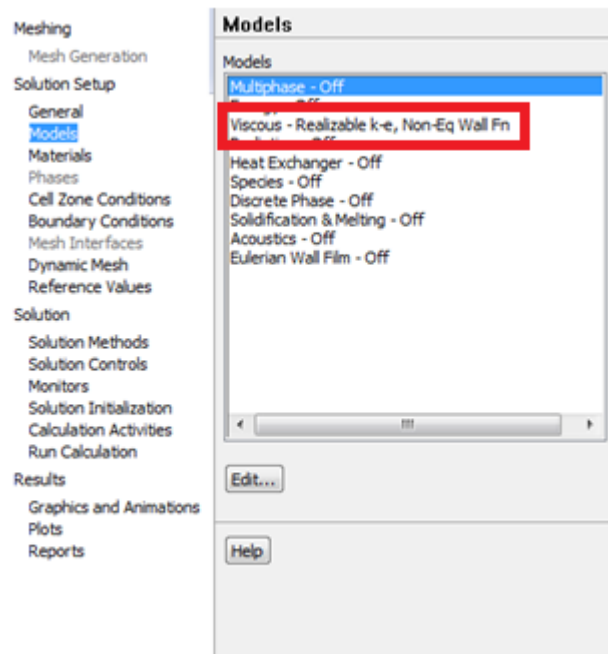 Meshing
Mesh Generation
Solution Setup
General
Models
Materials
Phases
Cell Zone Conditions
Boundary Conditions
Mesh Interfaces
Dynamic Mesh
Reference Values
Solution
Solution Methods
Solution Controls
Monitors
Solution Initialization
Calculation Activities
Run Calculation
Results
Graphics and Animations
Plots
Reports
Models
Models
Multiphase - Off
Viscous - Realizable k-e, Non-Eq Wall Fn
Heat Exchanger - Off
Species - Off
Discrete Phase - Off
Solidification & Melting - Off
Acoustics - Off
Eulerian Wall Film - Off
Edit...
Help